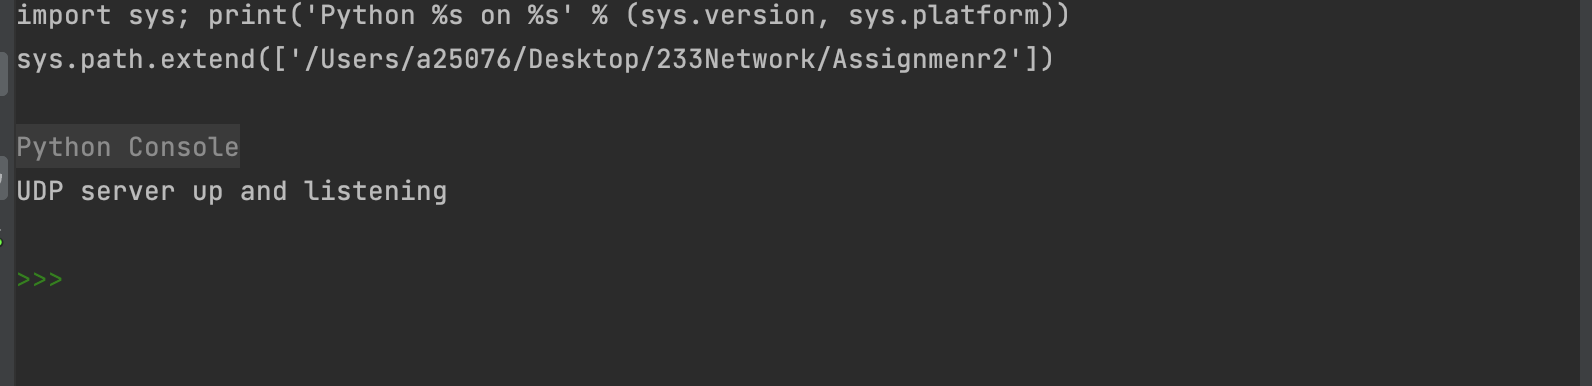 import sys; print('Python %s on %s' % (sys.version, sys.platform))
sys.path.extend(['/Users/a25076/Desktop/233Network/Assignmenr2'])
Python Console
UDP server up and listening
>>>